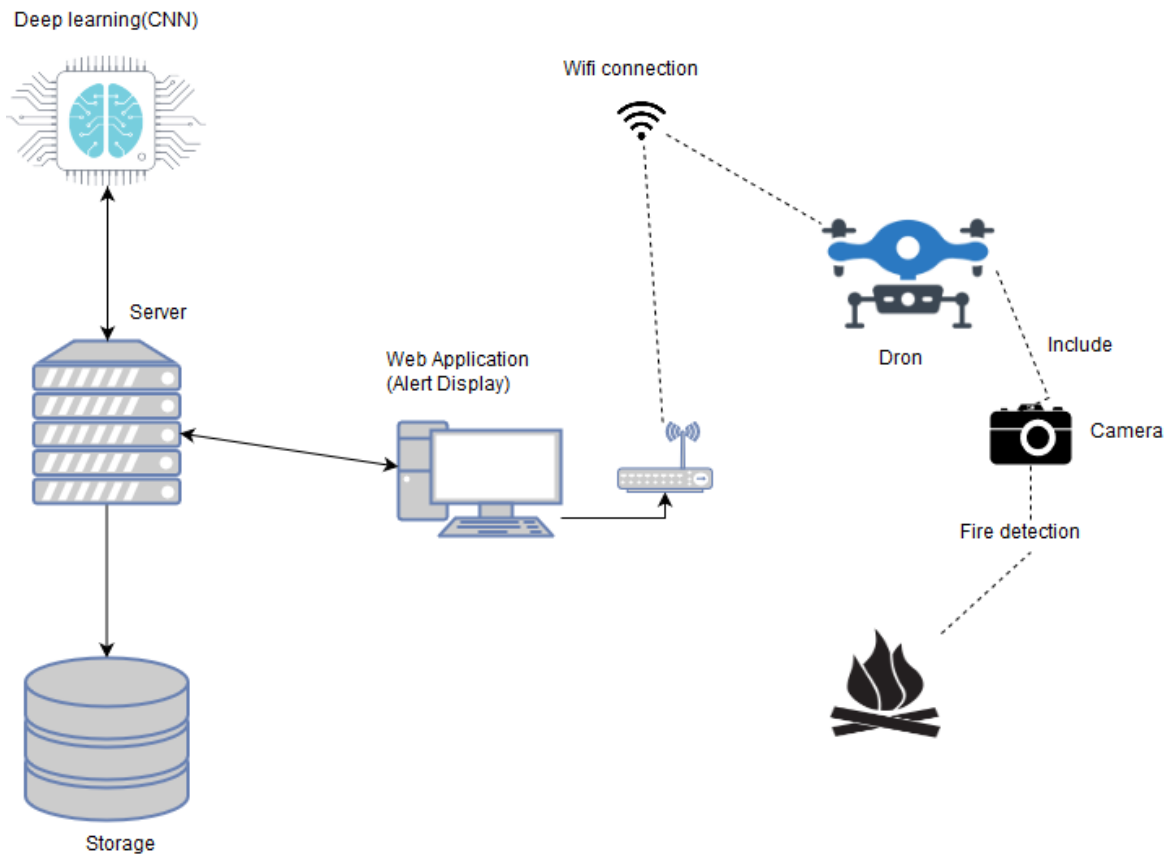 Deep learning(CNN)
Wifi connection
Server
Web Application
(Alert Display)
Dron
Include
Camera
Fire detection
Storage